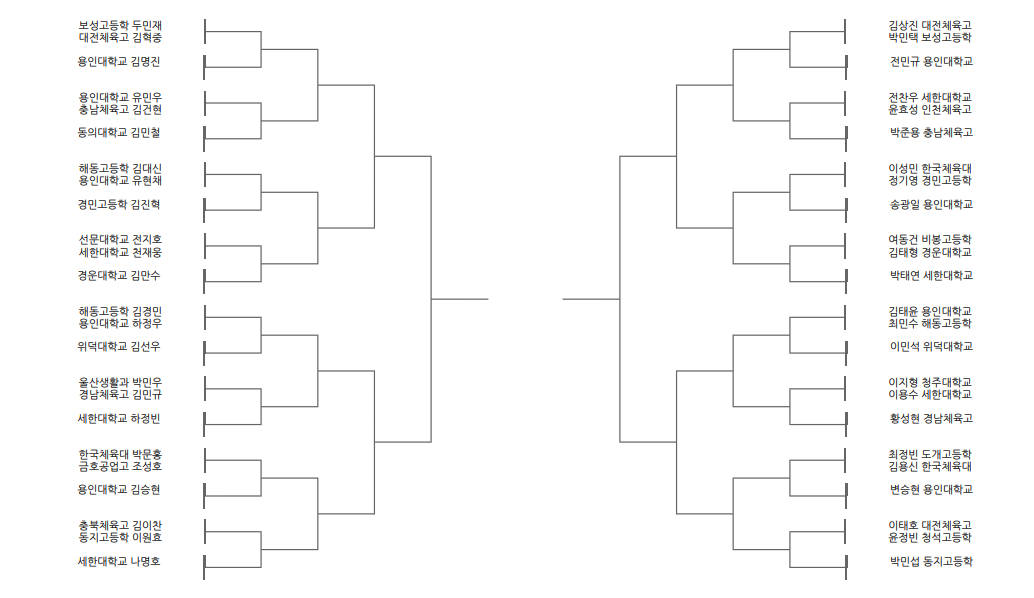 보성고등학 두민재
대전체육고 김혁중
용인대학교 김명진
용인대학교 유민우
충남체육고 김건현
동의대학교 김민철
해동고등학 김대신
용인대학교 유현채
경민고등학 김진혁
선문대학교 전지호
세한대학교 천재웅
경운대학교 김만수
해동고등학 김경민
용인대학교 하정우
위덕대학교 김선우
울산생활과 박민우
경남체육고 김민규
세한대학교 하정빈
한국체육대 박문홍
금호공업고 조성호
용인대학교 김승현
충북체육고 김이찬
동지고등학 이원효
세한대학교 나명호
김상진 대전체육고
박민택 보성고등학
전민규 용인대학교
전찬우 세한대학교
윤효성 인천체육고
박준용 충남체육고
이성민 한국체육대
정기영 경민고등학
송광일 용인대학교
여동건 비봉고등학
김태형 경운대학교
박태연 세한대학교
김태윤 용인대학교
최민수 해동고등학
이민석 위덕대학교
이지형 청주대학교
이용수 세한대학교
황성현 경남체육고
최정빈 도개고등학
김용신 한국체육대
변승현 용인대학교
이태호 대전체육고
윤정빈 청석고등학
박민섭 동지고등학